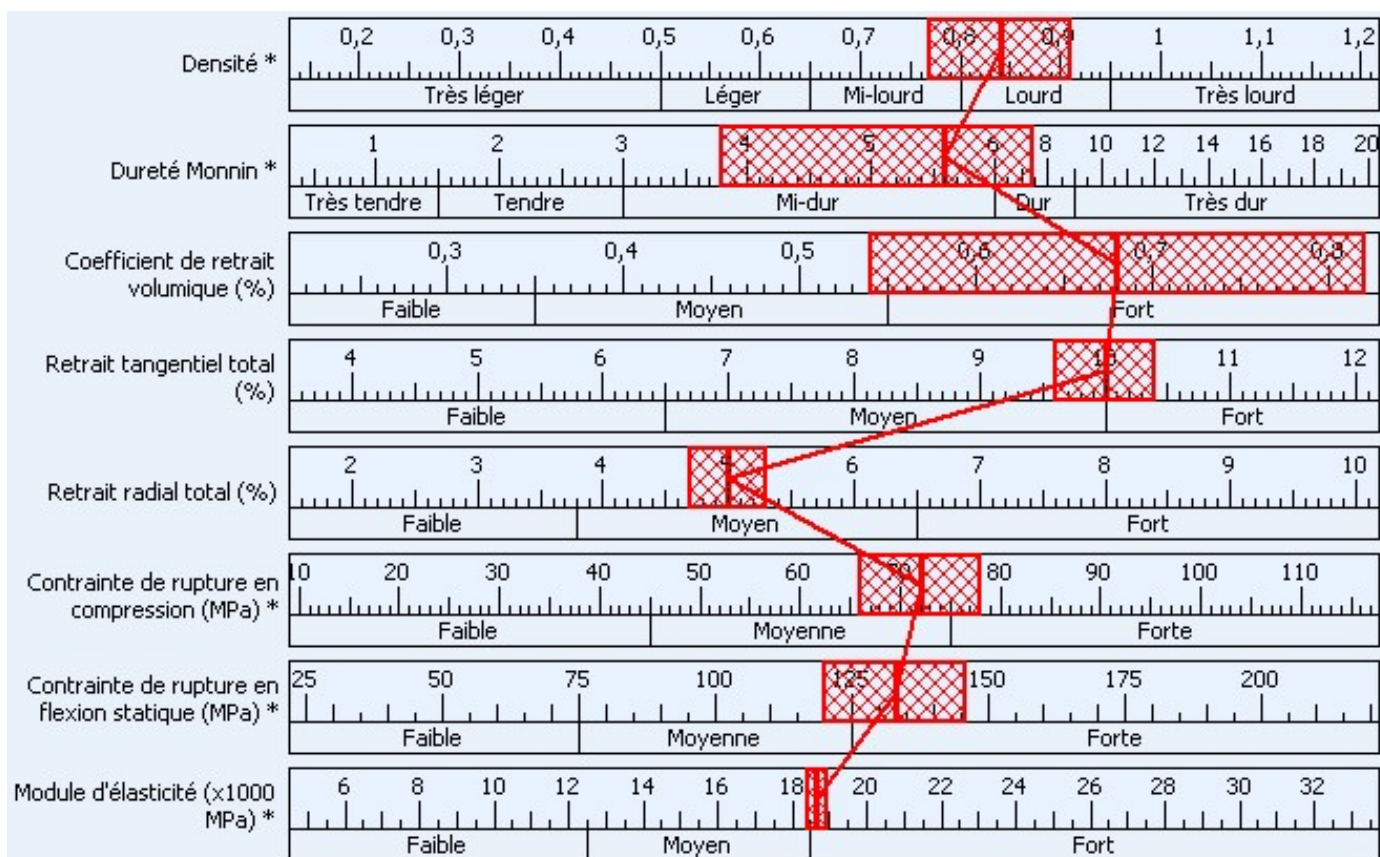 0,2 0,3 0,4 0,5 0,6 0,7 0,8 0,9 1 1,1 1,2
Densité *
Très léger Léger Mi-lourd Lourd Très lourd
1 2 3 4 5 6 8 10 12 14 16 18 20
Dureté Monnin *
Très tendre Tendre Mi-dur Dur Très dur
0,3 0,4 0,5 0,6 0,7 0,8
Coefficient de retrait
volumique (%)
Faible Moyen Fort
4 5 6 7 8 9 10 11 12
Retrait tangentiel total
(%)
Faible Moyen Fort
2 3 4 5 6 7 8 9 10
Retrait radial total (%)
Faible Moyen Fort
10 20 30 40 50 60 70 80 90 100 110
Contrainte de rupture en
compression (MPa) *
Faible Moyenne Forte
25 50 75 100 125 150 175 200
Contrainte de rupture en
flexion statique (MPa) *
Faible Moyenne Forte
6 8 10 12 14 16 18 20 22 24 26 28 30 32
Module d'élasticité (x1000
MPa) *
Faible Moyen Fort